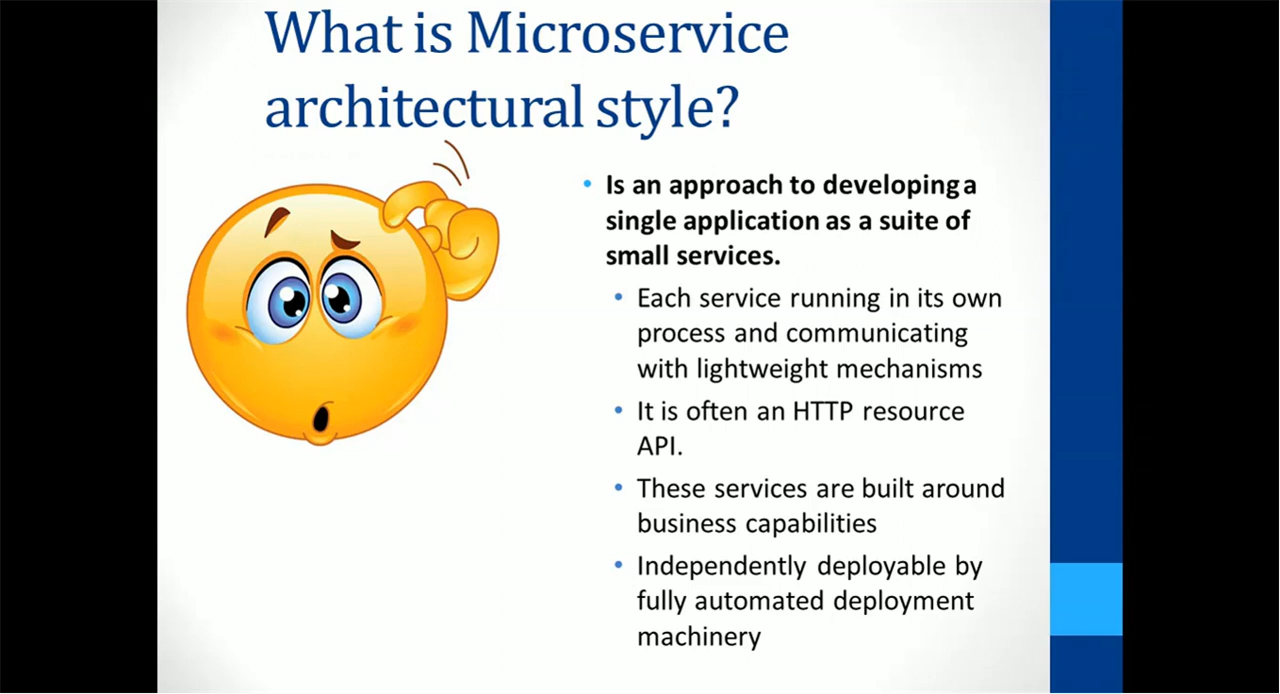 What is Microservice
architectural style?
• Is an approach to developing a
single application as a suite of
small services.
• Each service running in its own
process and communicating
with lightweight mechanisms
• It is often an HTTP resource
API.
• These services are built around
business capabilities
• Independently deployable by
fully automated deployment
machinery